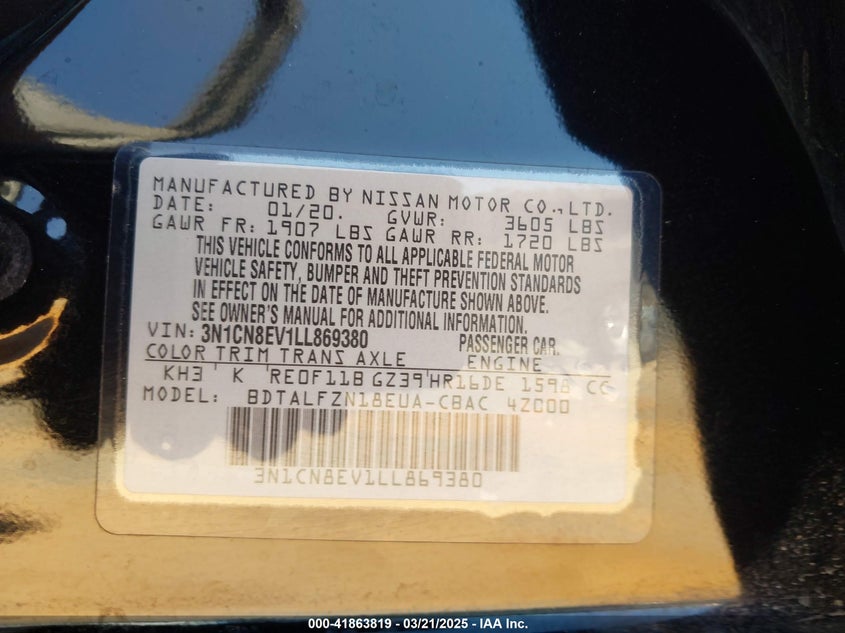 MANUFACTURED BY NISSAN MOTOR CO., LTD.
DATE: 01/20. GVWR: 3605 LBS
GAWR FR: 1907 LBS GAWR RR: 1720 LBS
THIS VEHICLE CONFORMS TO ALL APPLICABLE FEDERAL MOTOR
VEHICLE SAFETY, BUMPER AND THEFT PREVENTION STANDARDS
IN EFFECT ON THE DATE OF MANUFACTURE SHOWN ABOVE.
SEE OWNER'S MANUAL FOR ADDITIONAL INFORMATION.
VIN: 3N1CN8EV1LL869380 PASSENGER CAR.
COLOR TRIM TRANS AXLE ENGINE
KH3 K RE0F11B GZ39 HR16DE 1598 CC
MODEL: BDTALFZN18EUA-CBAC 4Z000
3N1CN8EV1LL869380
000-41863819 - 03/21/2025 - IAA Inc.